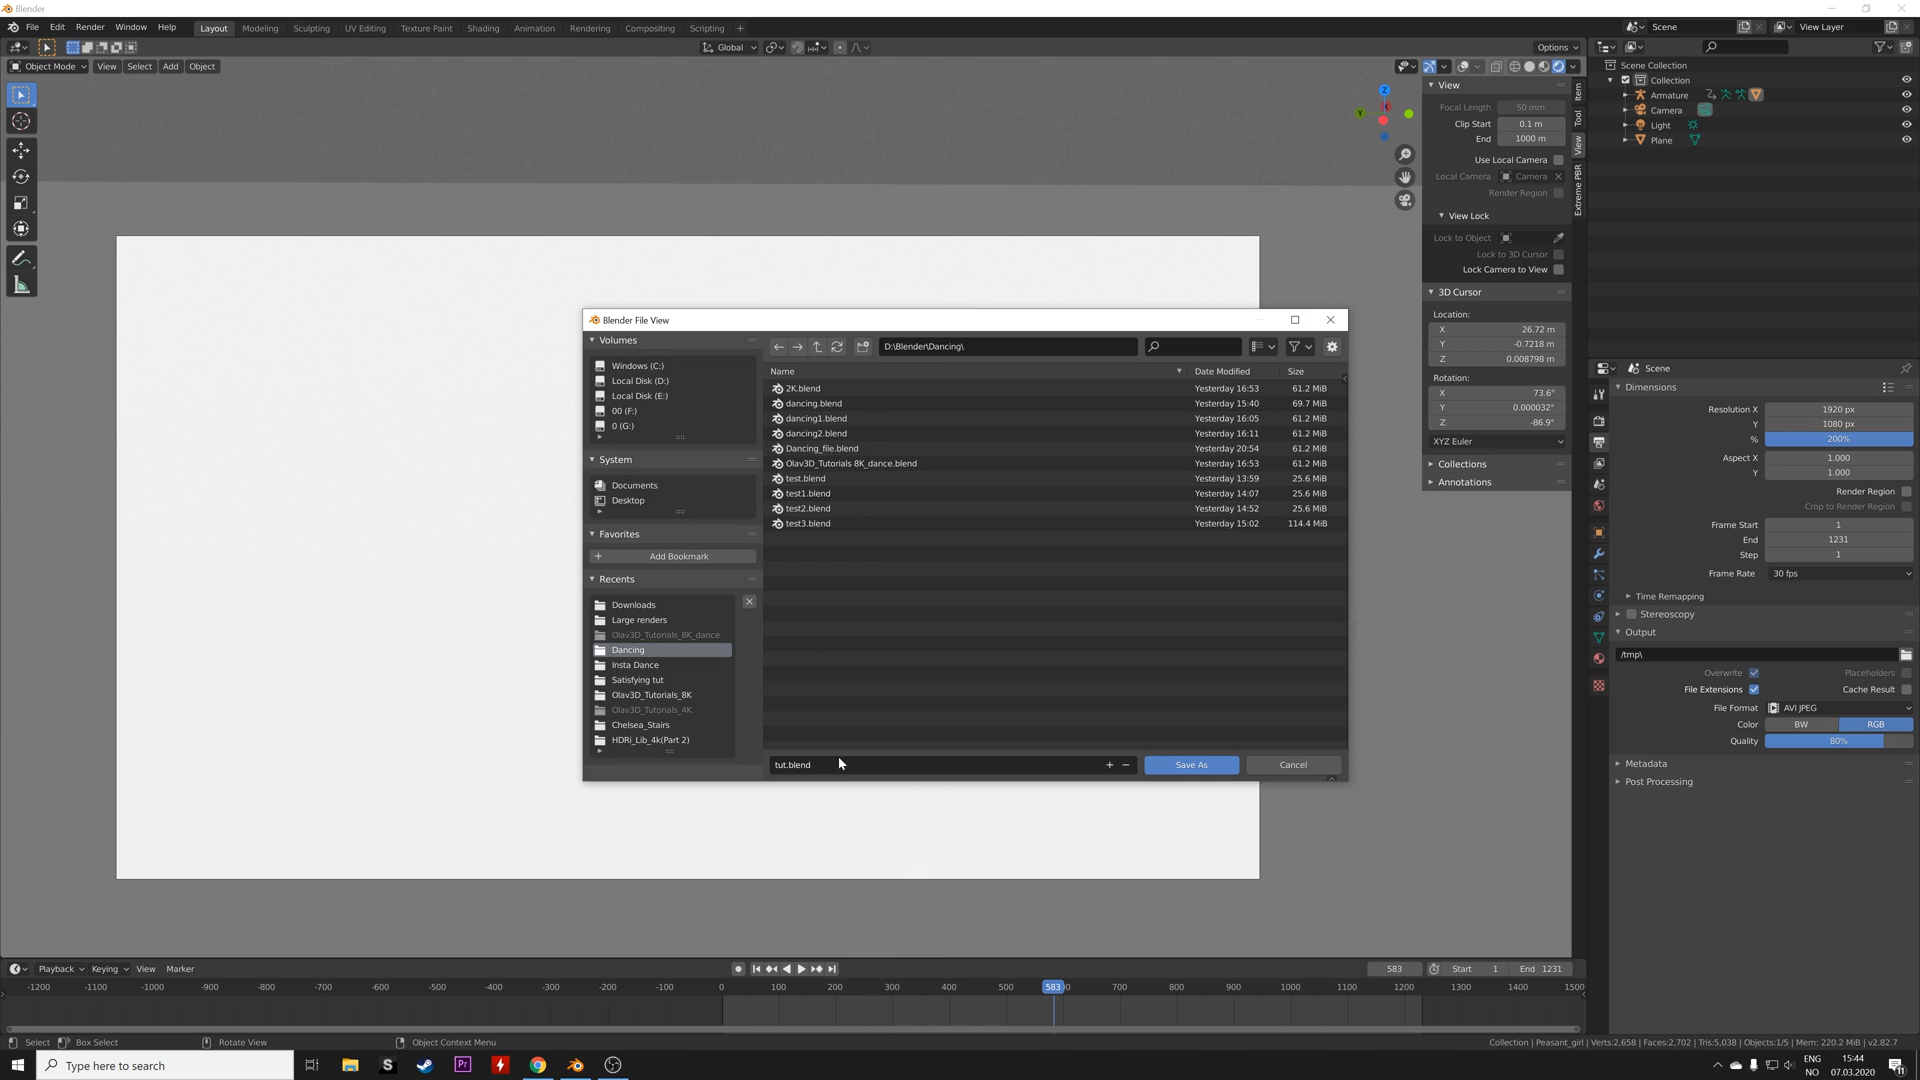 Blender
File Edit Render Window Help Layout Modeling Sculpting UV Editing Texture Paint Shading Animation Rendering Compositing Scripting + Scene View Layer
Global Options
Object Mode View Select Add Object
Scene Collection
Collection
Armature
Camera
Light
Plane
View
Focal Length 50 mm
Clip Start 0.1 m
End 1000 m
Use Local Camera
Local Camera Camera
Render Region
View Lock
Lock to Object
Lock to 3D Cursor
Lock Camera to View
3D Cursor
Location:
X 26.72 m
Y -0.7218 m
Z 0.008798 m
Rotation:
X 73.6°
Y 0.000032°
Z -86.9°
XYZ Euler
Collections
Annotations
Item
Tool
View
Extreme PBR
Z
Y
Blender File View
Volumes
Windows (C:)
Local Disk (D:)
Local Disk (E:)
00 (F:)
0 (G:)
System
Documents
Desktop
Favorites
Add Bookmark
Recents
Downloads
Large renders
Olav3D_Tutorials_8K_dance
Dancing
Insta Dance
Satisfying tut
Olav3D_Tutorials_8K
Olav3D_Tutorials_4K
Chelsea_Stairs
HDRi_Lib_4k(Part 2)
D:\Blender\Dancing\
Name Date Modified Size
2K.blend Yesterday 16:53 61.2 MiB
dancing.blend Yesterday 15:40 69.7 MiB
dancing1.blend Yesterday 16:05 61.2 MiB
dancing2.blend Yesterday 16:11 61.2 MiB
Dancing_file.blend Yesterday 20:54 61.2 MiB
Olav3D_Tutorials 8K_dance.blend Yesterday 16:53 61.2 MiB
test.blend Yesterday 13:59 25.6 MiB
test1.blend Yesterday 14:07 25.6 MiB
test2.blend Yesterday 14:52 25.6 MiB
test3.blend Yesterday 15:02 114.4 MiB
tut.blend + − Save As Cancel
Scene
Dimensions
Resolution X 1920 px
Y 1080 px
% 200%
Aspect X 1.000
Y 1.000
Render Region
Crop to Render Region
Frame Start 1
End 1231
Step 1
Frame Rate 30 fps
Time Remapping
Stereoscopy
Output
/tmp\
Overwrite Placeholders
File Extensions Cache Result
File Format AVI JPEG
Color BW RGB
Quality 80%
Metadata
Post Processing
Playback Keying View Marker 583 Start 1 End 1231
-1200 -1100 -1000 -900 -800 -700 -600 -500 -400 -300 -200 -100 0 100 200 300 400 500 583 700 800 900 1000 1100 1200 1300 1400 1500
Select Box Select Rotate View Object Context Menu Collection | Peasant_girl | Verts:2,658 | Faces:2,702 | Tris:5,038 | Objects:1/5 | Mem: 220.2 MiB | v2.82.7
Type here to search
ENG
NO
15:44
07.03.2020